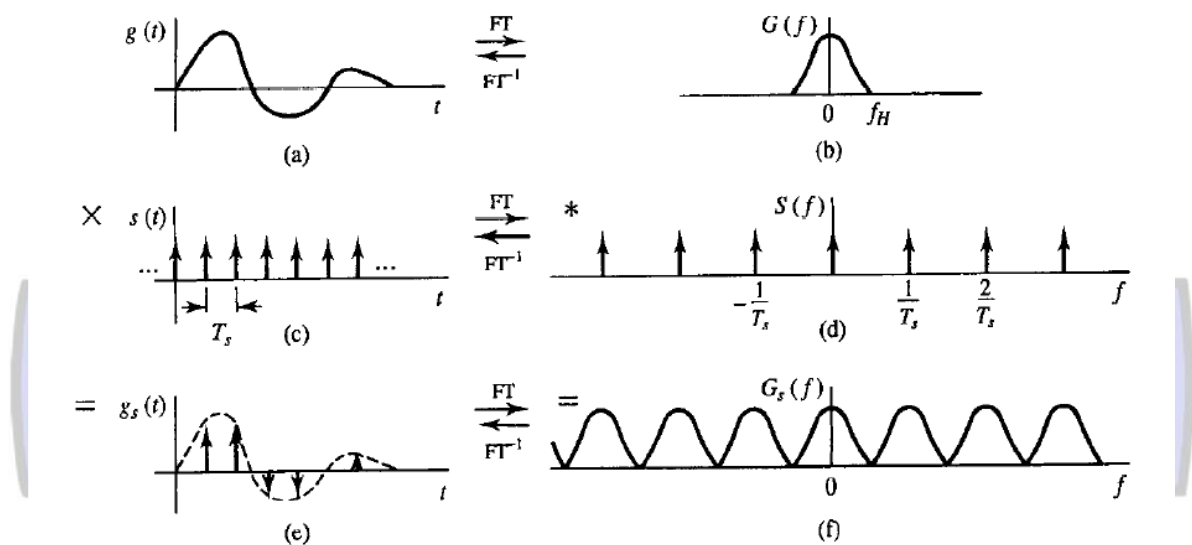 g (t)
FT
FT⁻¹
t
(a)
G (f)
0
f_H
(b)
×
s (t)
...
...
T_s
t
(c)
FT
FT⁻¹
*
S (f)
-1/T_s
1/T_s
2/T_s
f
(d)
=
g_s (t)
t
(e)
FT
FT⁻¹
=
G_s (f)
0
f
(f)